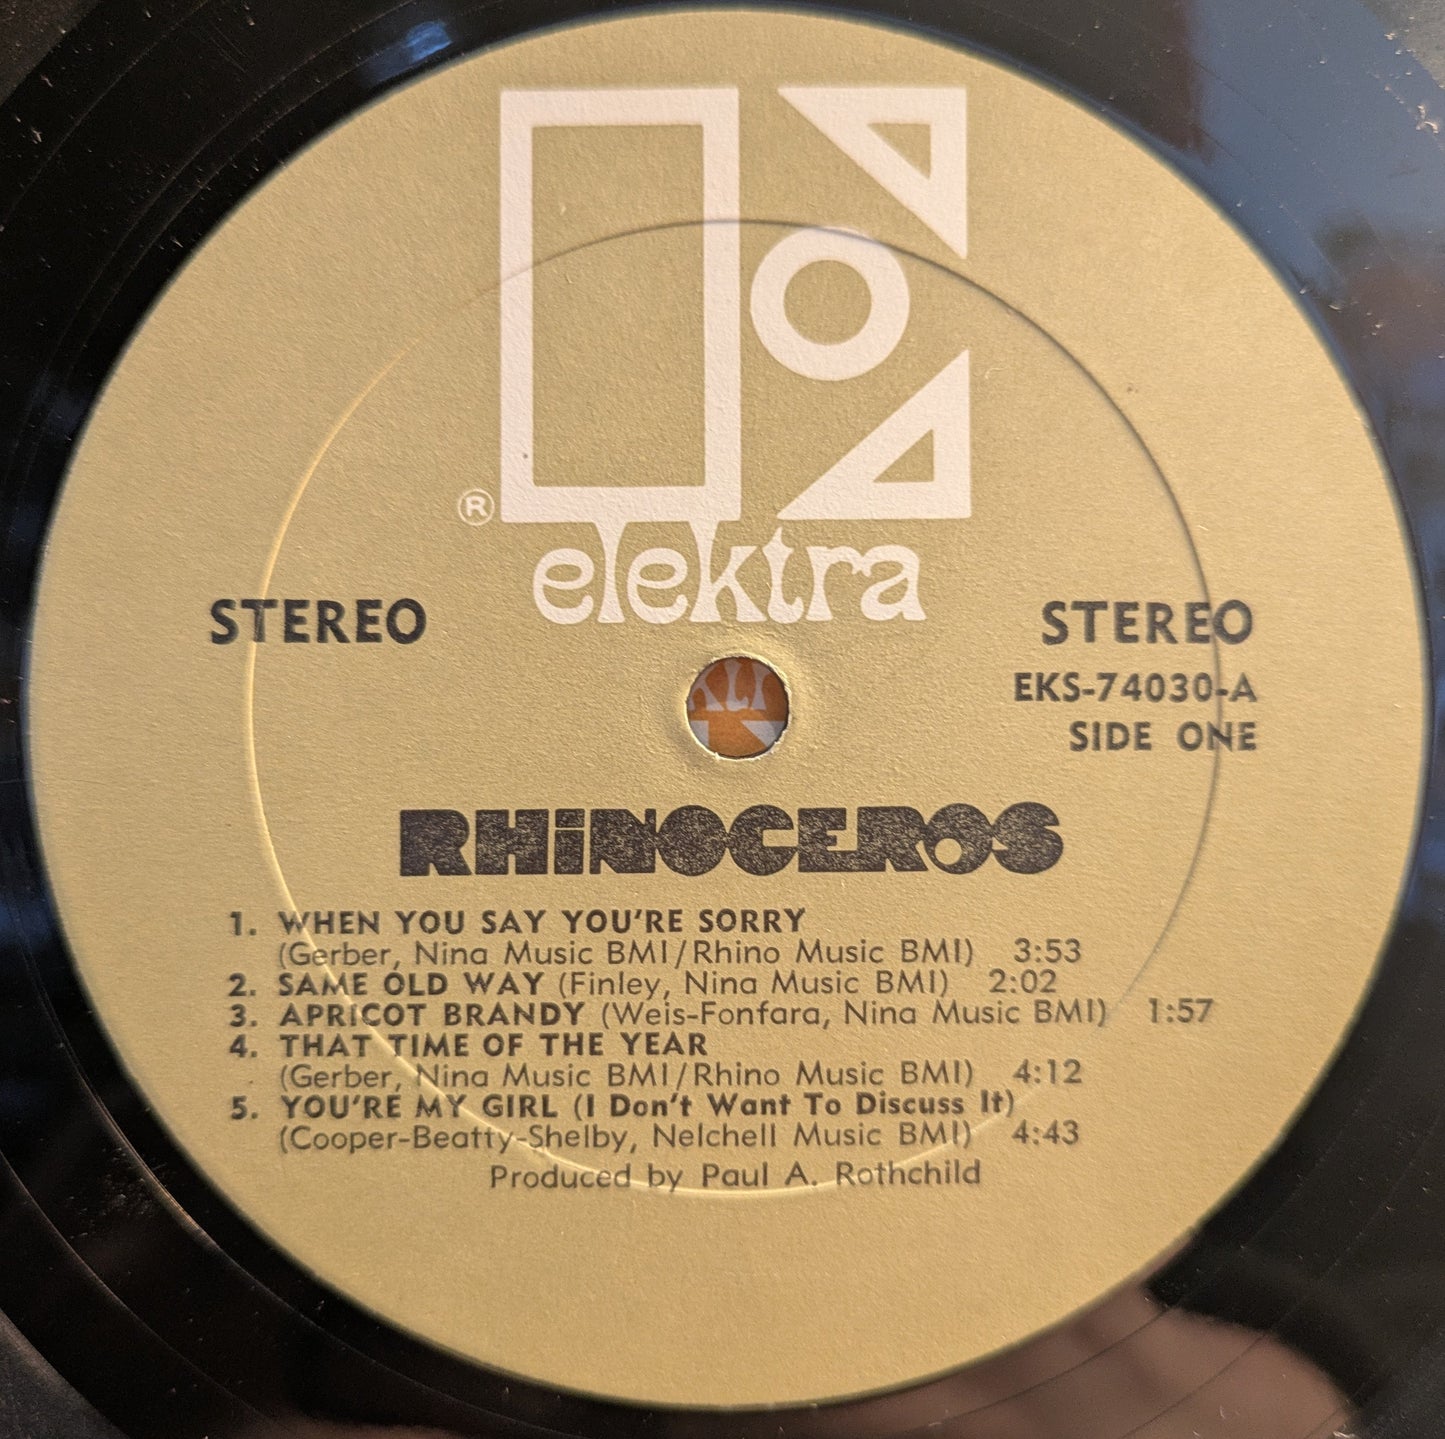 ®
elektra
STEREO
STEREO
EKS-74030-A
SIDE ONE
RHiNOCEROS
1. WHEN YOU SAY YOU'RE SORRY
(Gerber, Nina Music BMI/Rhino Music BMI) 3:53
2. SAME OLD WAY (Finley, Nina Music BMI) 2:02
3. APRICOT BRANDY (Weis-Fonfara, Nina Music BMI) 1:57
4. THAT TIME OF THE YEAR
(Gerber, Nina Music BMI/Rhino Music BMI) 4:12
5. YOU'RE MY GIRL (I Don't Want To Discuss It)
(Cooper-Beatty-Shelby, Nelchell Music BMI) 4:43
Produced by Paul A. Rothchild